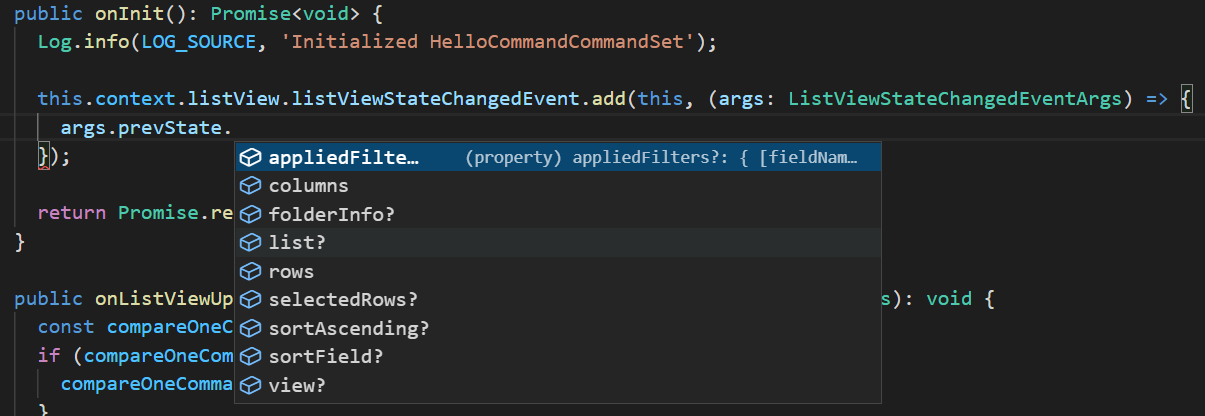 public onInit(): Promise<void> {
Log.info(LOG_SOURCE, 'Initialized HelloCommandCommandSet');
this.context.listView.listViewStateChangedEvent.add(this, (args: ListViewStateChangedEventArgs) => {
args.prevState.
});
appliedFilte… (property) appliedFilters?: { [fieldNam…
columns
folderInfo?
list?
rows
selectedRows?
sortAscending?
sortField?
view?
return Promise.re
}
public onListViewUp s): void {
const compareOneC
if (compareOneCom
compareOneComma
}